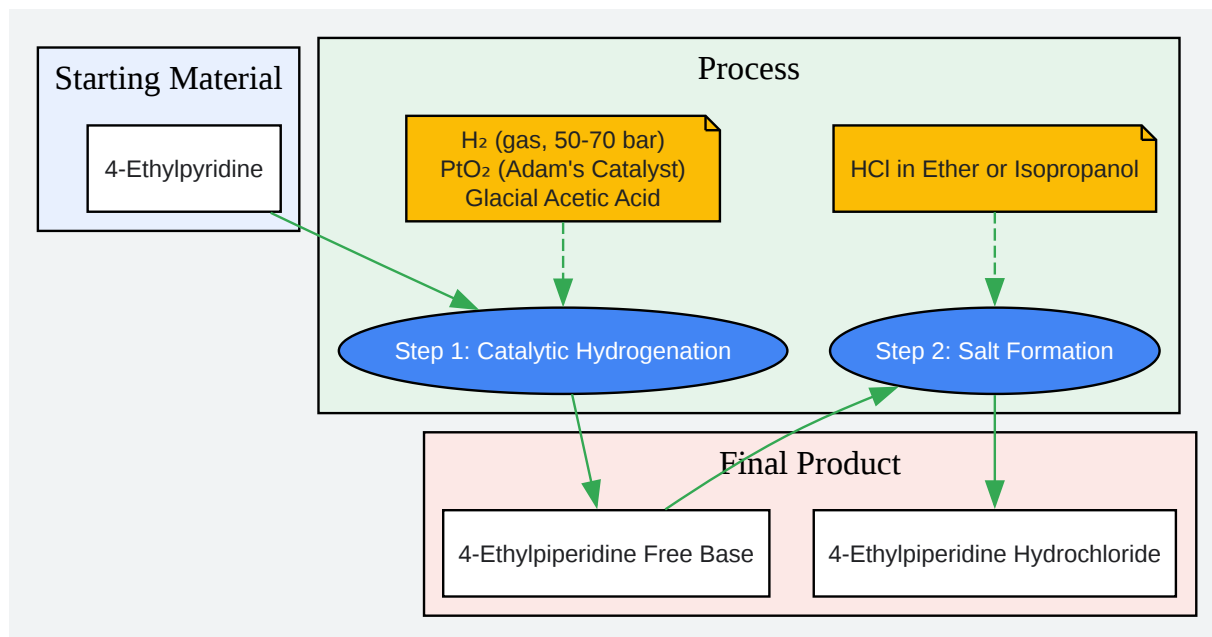 Starting Material
4-Ethylpyridine
Process
H₂ (gas, 50-70 bar)
PtO₂ (Adam's Catalyst)
Glacial Acetic Acid
HCl in Ether or Isopropanol
Step 1: Catalytic Hydrogenation
Step 2: Salt Formation
Final Product
4-Ethylpiperidine Free Base
4-Ethylpiperidine Hydrochloride